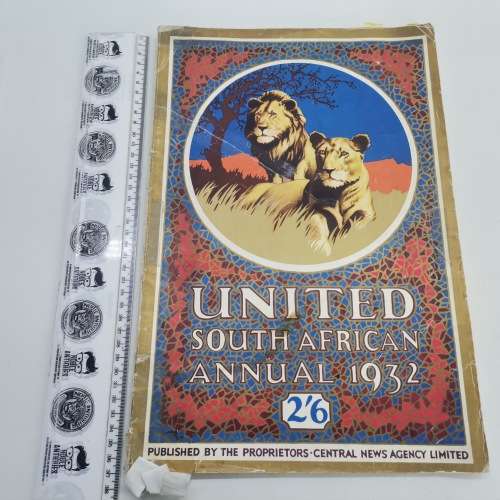 UNITED
SOUTH AFRICAN
ANNUAL 1932
2'6
PUBLISHED BY THE PROPRIETORS-CENTRAL NEWS AGENCY LIMITED